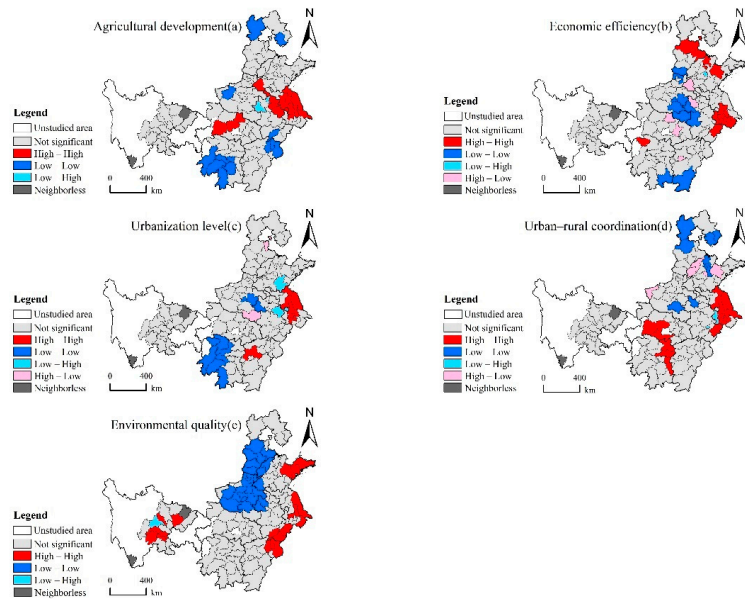 Agricultural development(a)
N
Legend
Unstudied area
Not significant
High – High
Low – Low
Low – High
Neighborless
0 400
km
Economic efficiency(b)
N
Legend
Unstudied area
Not significant
High – High
Low – Low
Low – High
High – Low
Neighborless
0 400
km
Urbanization level(c)
N
Legend
Unstudied area
Not significant
High – High
Low – Low
Low – High
High – Low
Neighborless
0 400
km
Urban–rural coordination(d)
N
Legend
Unstudied area
Not significant
High – High
Low – Low
Low – High
High – Low
Neighborless
0 400
km
Environmental quality(e)
N
Legend
Unstudied area
Not significant
High – High
Low – Low
Low – High
Neighborless
0 400
km